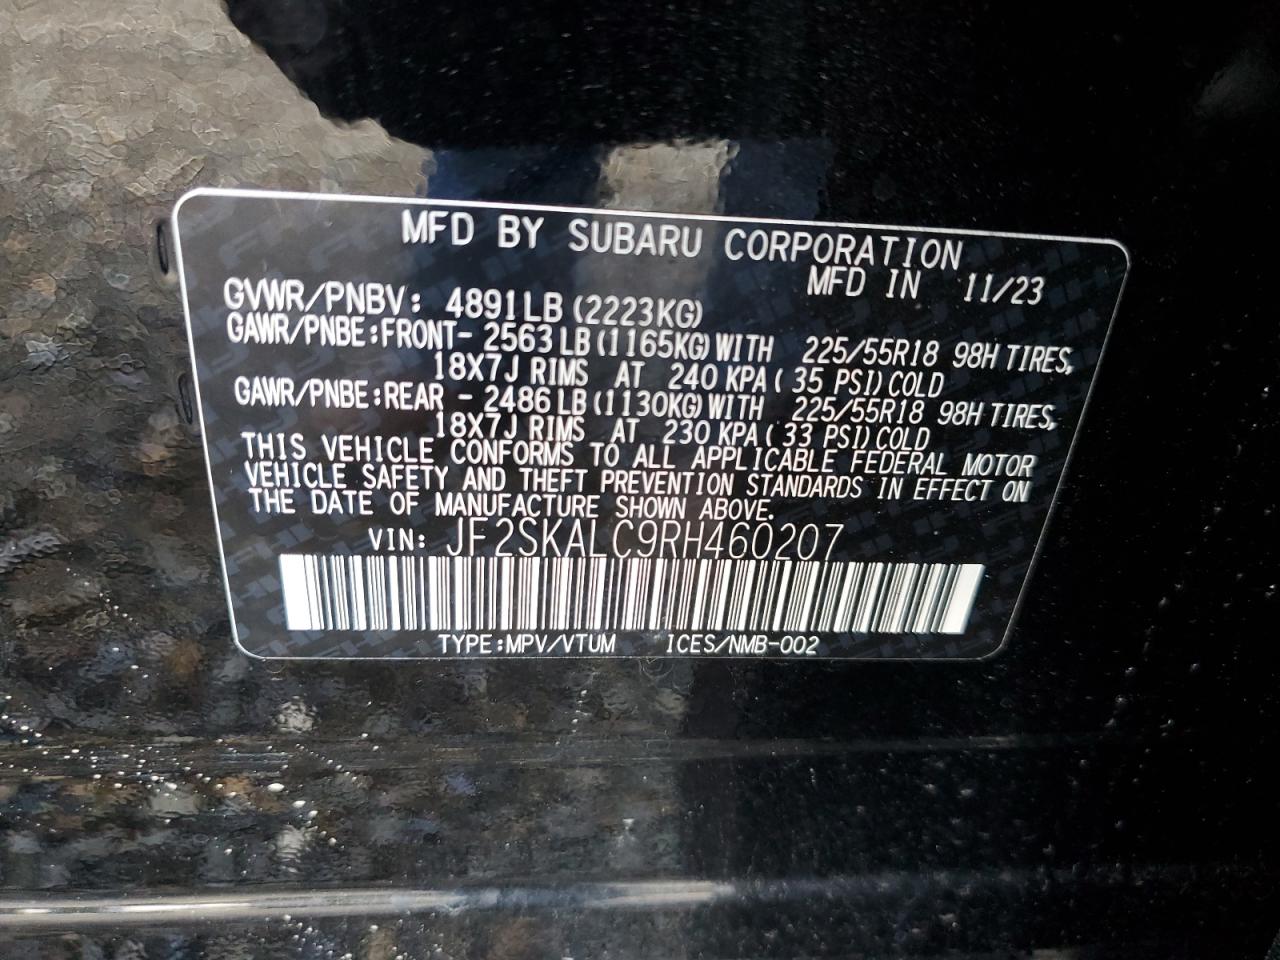 MFD BY SUBARU CORPORATION
MFD IN 11/23
GVWR/PNBV: 4891LB (2223KG)
GAWR/PNBE:FRONT- 2563 LB (1165KG) WITH 225/55R18 98H TIRES,
18X7J RIMS AT 240 KPA ( 35 PSI) COLD
GAWR/PNBE:REAR - 2486 LB (1130KG) WITH 225/55R18 98H TIRES,
18X7J RIMS AT 230 KPA ( 33 PSI) COLD
THIS VEHICLE CONFORMS TO ALL APPLICABLE FEDERAL MOTOR
VEHICLE SAFETY AND THEFT PREVENTION STANDARDS IN EFFECT ON
THE DATE OF MANUFACTURE SHOWN ABOVE.
VIN: JF2SKALC9RH460207
TYPE:MPV/VTUM ICES/NMB-002